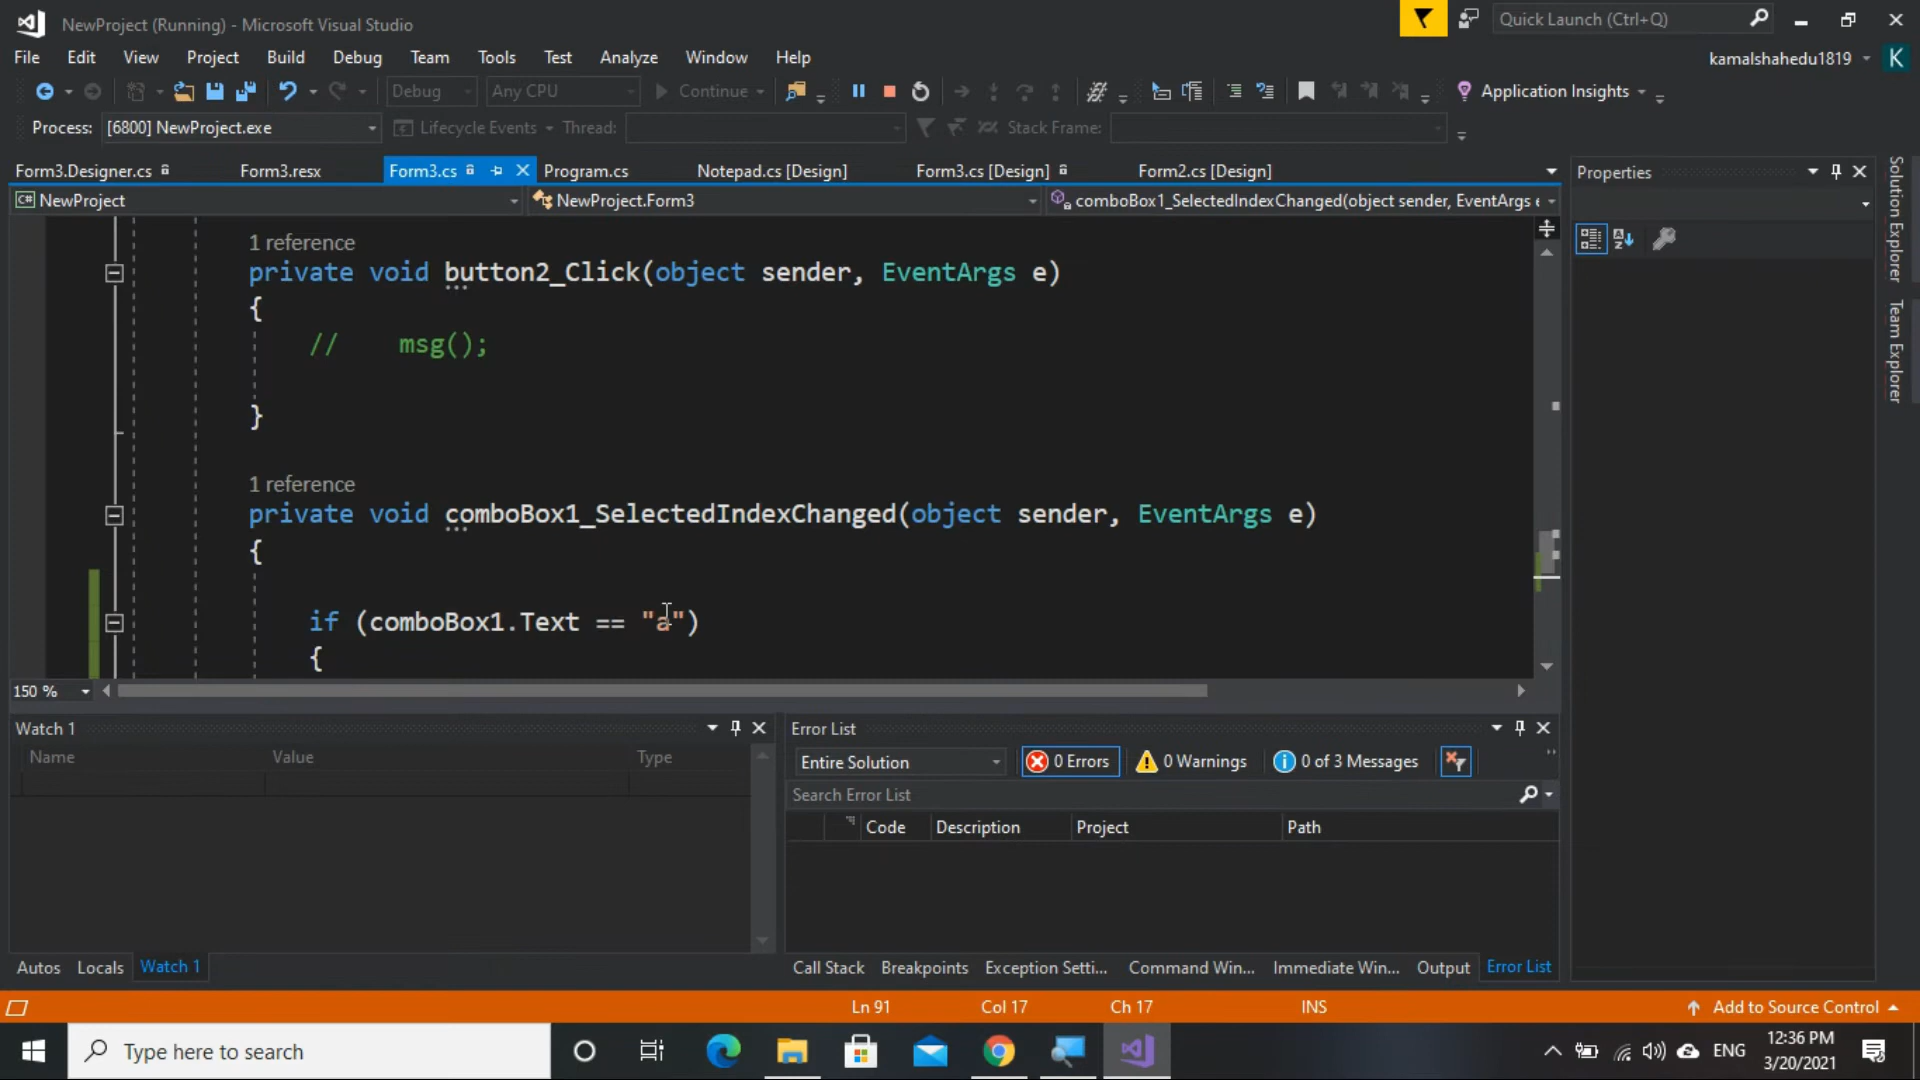 NewProject (Running) - Microsoft Visual Studio
Quick Launch (Ctrl+Q)
File Edit View Project Build Debug Team Tools Test Analyze Window Help
kamalshahedu1819 K
Debug Any CPU Continue Application Insights
Process: [6800] NewProject.exe Lifecycle Events Thread: Stack Frame:
Form3.Designer.cs Form3.resx Form3.cs Program.cs Notepad.cs [Design] Form3.cs [Design] Form2.cs [Design]
Properties
Solution Explorer
Team Explorer
C# NewProject NewProject.Form3 comboBox1_SelectedIndexChanged(object sender, EventArgs e
1 reference
private void button2_Click(object sender, EventArgs e)
{
// msg();
}
1 reference
private void comboBox1_SelectedIndexChanged(object sender, EventArgs e)
{
if (comboBox1.Text == "a")
{
150 %
Watch 1
Name Value Type
Error List
Entire Solution 0 Errors 0 Warnings 0 of 3 Messages
Search Error List
Code Description Project Path
Autos Locals Watch 1
Call Stack Breakpoints Exception Setti... Command Win... Immediate Win... Output Error List
Ln 91 Col 17 Ch 17 INS Add to Source Control
Type here to search
ENG
12:36 PM
3/20/2021